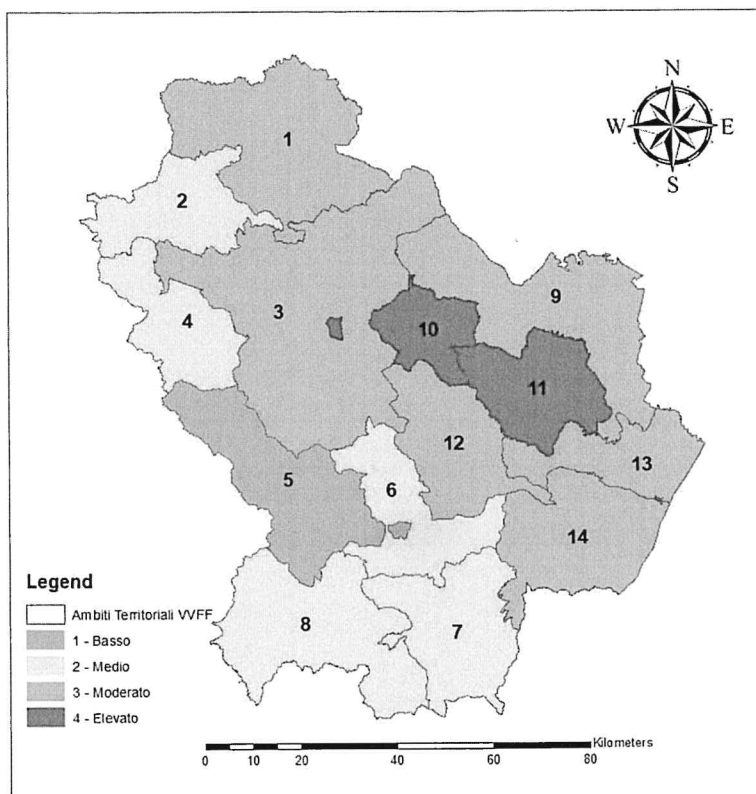 N
W E
S
1
2
9
3
4
10
11
12
13
5
6
14
8
7
Legend
Ambiti Territoriali VVFF
1 - Basso
2 - Medio
3 - Moderato
4 - Elevato
Kilometers
0 10 20 40 60 80